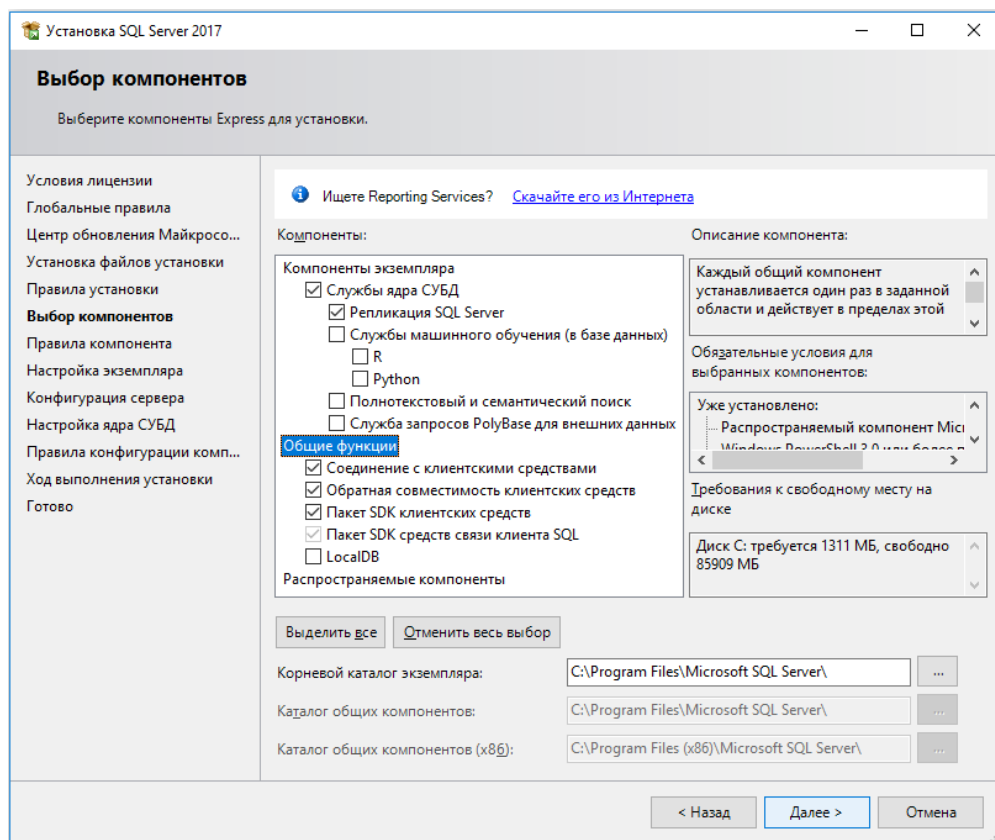 Установка SQL Server 2017
Выбор компонентов
Выберите компоненты Express для установки.
Условия лицензии
Глобальные правила
Центр обновления Майкросо...
Установка файлов установки
Правила установки
Выбор компонентов
Правила компонента
Настройка экземпляра
Конфигурация сервера
Настройка ядра СУБД
Правила конфигурации комп...
Ход выполнения установки
Готово
Ищете Reporting Services? Скачайте его из Интернета
Компоненты:
Компоненты экземпляра
Службы ядра СУБД
Репликация SQL Server
Службы машинного обучения (в базе данных)
R
Python
Полнотекстовый и семантический поиск
Служба запросов PolyBase для внешних данных
Общие функции
Соединение с клиентскими средствами
Обратная совместимость клиентских средств
Пакет SDK клиентских средств
Пакет SDK средств связи клиента SQL
LocalDB
Распространяемые компоненты
Описание компонента:
Каждый общий компонент
устанавливается один раз в заданной
области и действует в пределах этой
Обязательные условия для
выбранных компонентов:
Уже установлено:
Распространяемый компонент Micı
Windows PowerShell 3.0 или более п
Требования к свободному месту на
диске
Диск C: требуется 1311 МБ, свободно
85909 МБ
Выделить все Отменить весь выбор
Корневой каталог экземпляра: C:\Program Files\Microsoft SQL Server\ ...
Каталог общих компонентов: C:\Program Files\Microsoft SQL Server\ ...
Каталог общих компонентов (x86): C:\Program Files (x86)\Microsoft SQL Server\ ...
< Назад Далее > Отмена